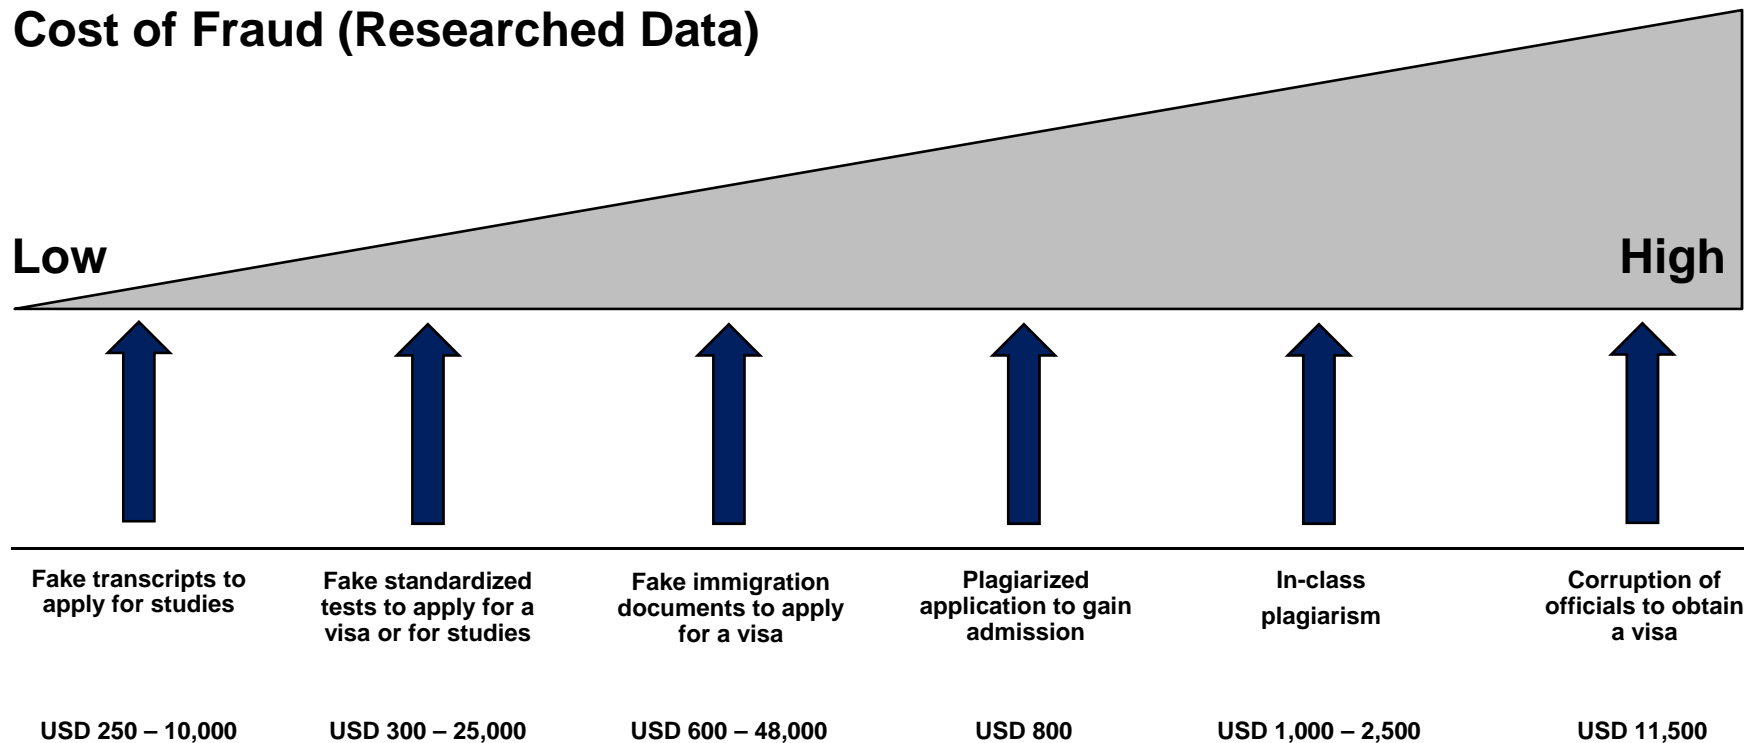 Cost of Fraud (Researched Data)
Low
High
Fake transcripts to
apply for studies
Fake standardized
tests to apply for a
visa or for studies
Fake immigration
documents to apply
for a visa
Plagiarized
application to gain
admission
In-class
plagiarism
Corruption of
officials to obtain
a visa
USD 250 – 10,000
USD 300 – 25,000
USD 600 – 48,000
USD 800
USD 1,000 – 2,500
USD 11,500